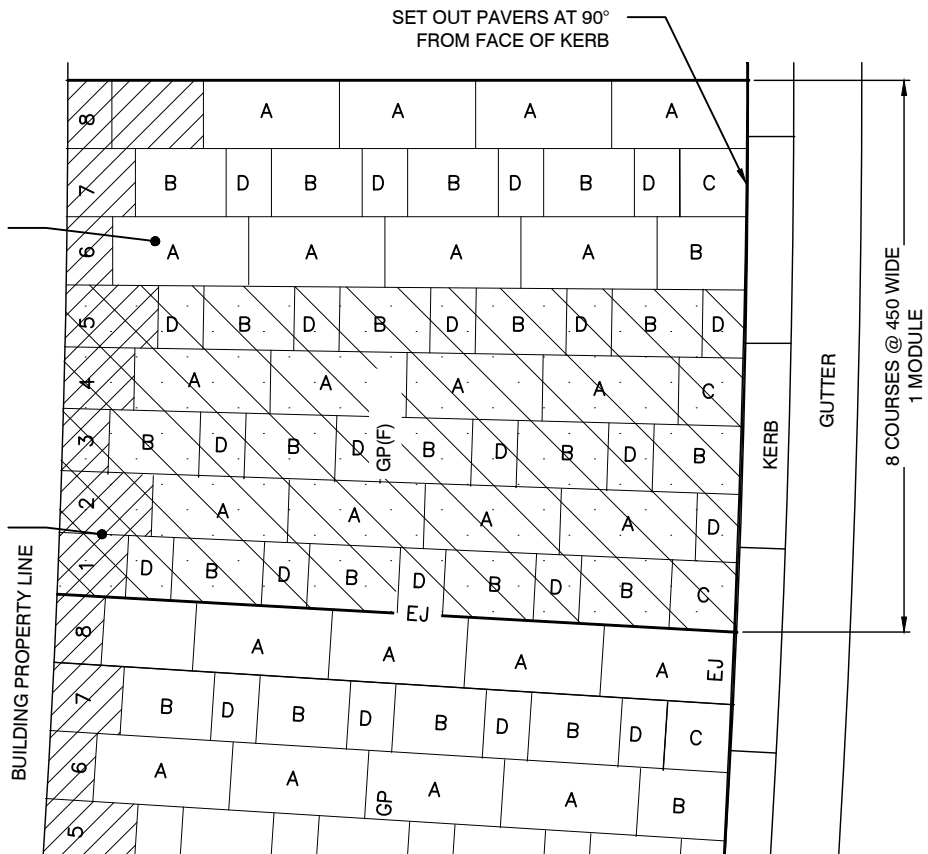 SET OUT PAVERS AT 90°
FROM FACE OF KERB
8 A A A A
7 B D B D B D B D C
6 A A A A B
5 D B D B D B D B D
4 A A A A C
3 B D B D B D B D B
2 A A A A D
1 D B D B D B D B C
GP(F)
EJ
8 A A A A
EJ
7 B D B D B D B D C
6 A A A A B
GP
5
BUILDING PROPERTY LINE
KERB
GUTTER
8 COURSES @ 450 WIDE
1 MODULE